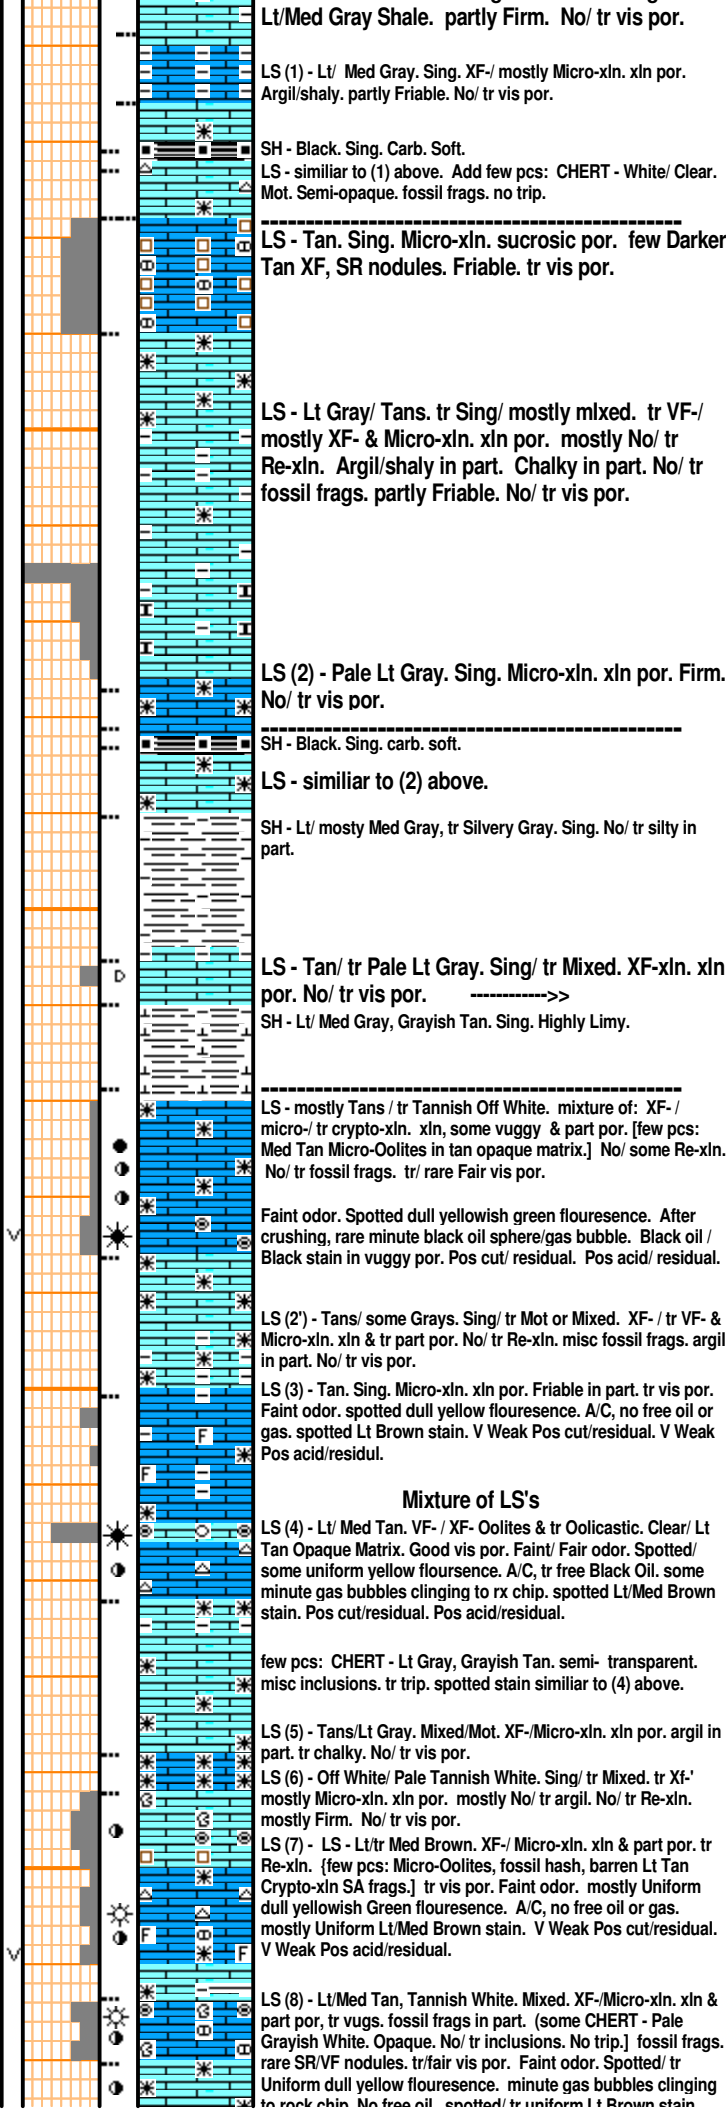 Lt/Med Gray Shale. partly Firm. No/ tr vis por.
LS (1) - Lt/ Med Gray. Sing. XF-/ mostly Micro-xln. xln por.
Argil/shaly. partly Friable. No/ tr vis por.
SH - Black. Sing. Carb. Soft.
LS - similiar to (1) above. Add few pcs: CHERT - White/ Clear.
Mot. Semi-opaque. fossil frags. no trip.
-----------------------------------------------
LS - Tan. Sing. Micro-xln. sucrosic por. few Darker
Tan XF, SR nodules. Friable. tr vis por.
LS - Lt Gray/ Tans. tr Sing/ mostly mIxed. tr VF-/
mostly XF- & Micro-xln. xln por. mostly No/ tr
Re-xln. Argil/shaly in part. Chalky in part. No/ tr
fossil frags. partly Friable. No/ tr vis por.
LS (2) - Pale Lt Gray. Sing. Micro-xln. xln por. Firm.
No/ tr vis por.
-----------------------------------------------
SH - Black. Sing. carb. soft.
LS - similiar to (2) above.
SH - Lt/ mosty Med Gray, tr Silvery Gray. Sing. No/ tr silty in
part.
D
LS - Tan/ tr Pale Lt Gray. Sing/ tr Mixed. XF-xln. xln
por. No/ tr vis por. ------------>>
SH - Lt/ Med Gray, Grayish Tan. Sing. Highly Limy.
-----------------------------------------------
LS - mostly Tans / tr Tannish Off White. mixture of: XF- /
micro-/ tr crypto-xln. xln, some vuggy & part por. [few pcs:
Med Tan Micro-Oolites in tan opaque matrix.] No/ some Re-xln.
No/ tr fossil frags. tr/ rare Fair vis por.
Faint odor. Spotted dull yellowish green flouresence. After
V
crushing, rare minute black oil sphere/gas bubble. Black oil /
Black stain in vuggy por. Pos cut/ residual. Pos acid/ residual.
LS (2') - Tans/ some Grays. Sing/ tr Mot or Mixed. XF- / tr VF- &
Micro-xln. xln & tr part por. No/ tr Re-xln. misc fossil frags. argil
in part. No/ tr vis por.
LS (3) - Tan. Sing. Micro-xln. xln por. Friable in part. tr vis por.
Faint odor. spotted dull yellow flouresence. A/C, no free oil or
F
gas. spotted Lt Brown stain. V Weak Pos cut/residual. V Weak
Pos acid/residul.
F
Mixture of LS's
LS (4) - Lt/ Med Tan. VF- / XF- Oolites & tr Oolicastic. Clear/ Lt
Tan Opaque Matrix. Good vis por. Faint/ Fair odor. Spotted/
some uniform yellow floursence. A/C, tr free Black Oil. some
minute gas bubbles clinging to rx chip. spotted Lt/Med Brown
stain. Pos cut/residual. Pos acid/residual.
few pcs: CHERT - Lt Gray, Grayish Tan. semi- transparent.
misc inclusions. tr trip. spotted stain similiar to (4) above.
LS (5) - Tans/Lt Gray. Mixed/Mot. XF-/Micro-xln. xln por. argil in
part. tr chalky. No/ tr vis por.
LS (6) - Off White/ Pale Tannish White. Sing/ tr Mixed. tr Xf-'
mostly Micro-xln. xln por. mostly No/ tr argil. No/ tr Re-xln.
mostly Firm. No/ tr vis por.
LS (7) - LS - Lt/tr Med Brown. XF-/ Micro-xln. xln & part por. tr
Re-xln. {few pcs: Micro-Oolites, fossil hash, barren Lt Tan
Crypto-xln SA frags.] tr vis por. Faint odor. mostly Uniform
dull yellowish Green flouresence. A/C, no free oil or gas.
F
mostly Uniform Lt/Med Brown stain. V Weak Pos cut/residual.
V
F
V Weak Pos acid/residual.
LS (8) - Lt/Med Tan, Tannish White. Mixed. XF-/Micro-xln. xln &
part por, tr vugs. fossil frags in part. (some CHERT - Pale
Grayish White. Opaque. No/ tr inclusions. No trip.] fossil frags.
rare SR/VF nodules. tr/fair vis por. Faint odor. Spotted/ tr
Uniform dull yellow flouresence. minute gas bubbles clinging
to rock chip. No free oil. spotted/ tr uniform Lt Brown stain.